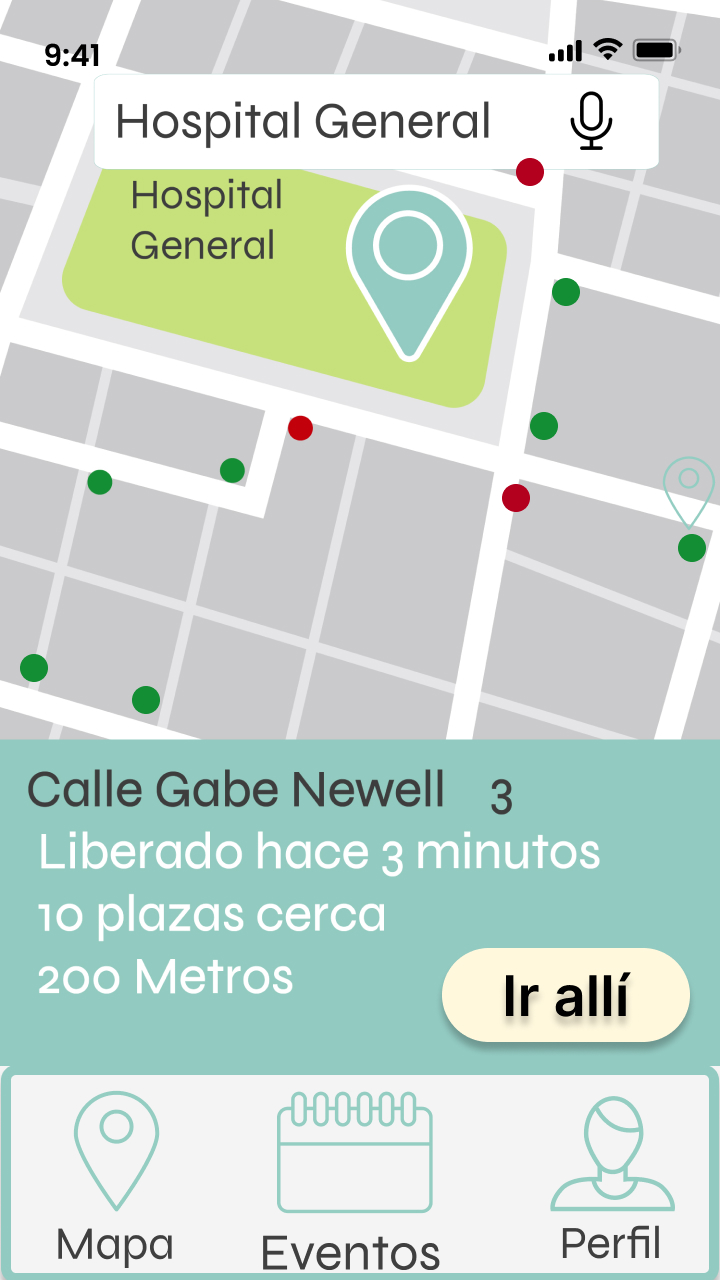 9:41
Hospital General
Hospital
General
Calle Gabe Newell 3
Liberado hace 3 minutos
10 plazas cerca
200 Metros
Ir allí
Mapa
Eventos
Perfil